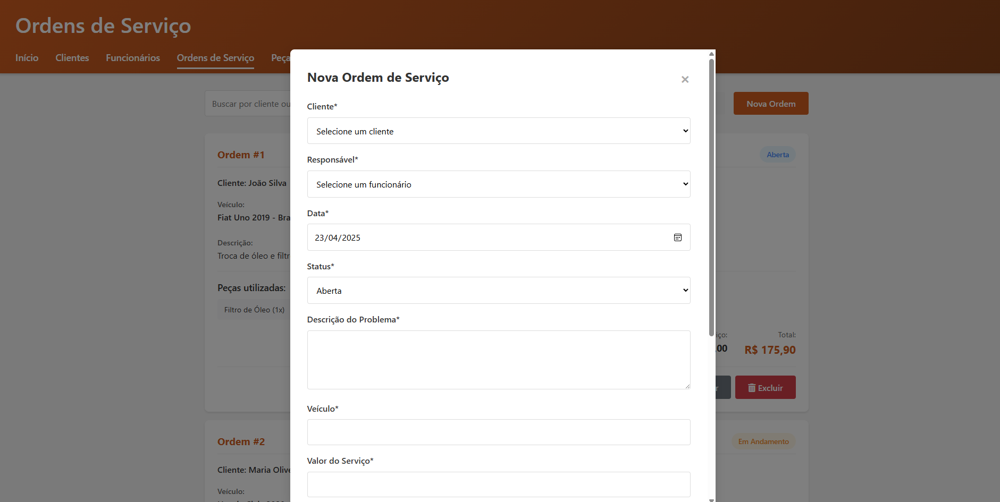 Ordens de Serviço
Início Clientes Funcionários Ordens de Serviço Peça
Nova Ordem de Serviço
×
Buscar por cliente ou
Nova Ordem
Cliente*
Selecione um cliente
Responsável*
Selecione um funcionário
Data*
23/04/2025
Status*
Aberta
Descrição do Problema*
Veículo*
Valor do Serviço*
Ordem #1
Aberta
Cliente: João Silva
Veículo:
Fiat Uno 2019 - Bra
Descrição:
Troca de óleo e filtr
Peças utilizadas:
Filtro de Óleo (1x)
iço:
,00
Total:
R$ 175,90
r
Excluir
Ordem #2
Em Andamento
Cliente: Maria Olive
Veículo: